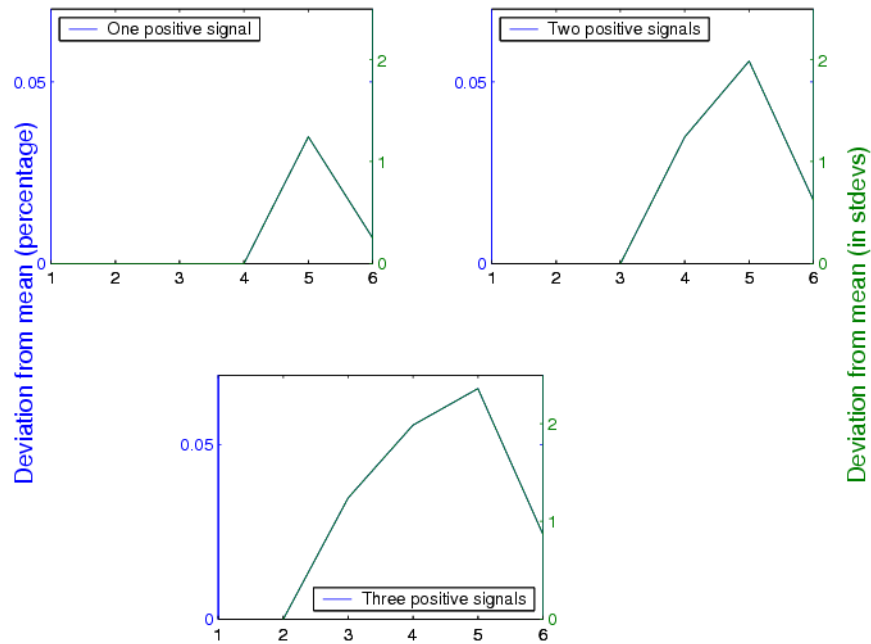 One positive signal
0.05
0
2
1
0
1 2 3 4 5 6
Two positive signals
0.05
0
2
1
0
1 2 3 4 5 6
Deviation from mean (percentage)
Deviation from mean (in stdevs)
0.05
0
2
1
0
Three positive signals
1 2 3 4 5 6